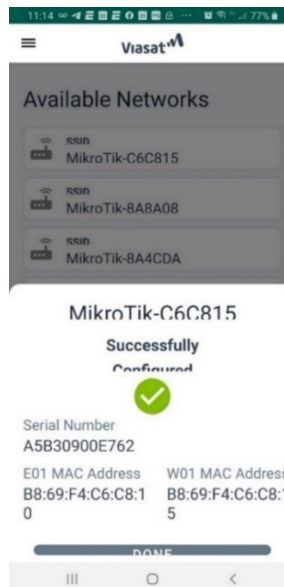 11:14
77%
Viasat
Available Networks
SSID
MikroTik-C6C815
SSID
MikroTik-8A8A08
SSID
MikroTik-8A4CDA
MikroTik-C6C815
Successfully
Configured
Serial Number
A5B30900E762
E01 MAC Address W01 MAC Address
B8:69:F4:C6:C8:1 B8:69:F4:C6:C8:1
0 5
DONE